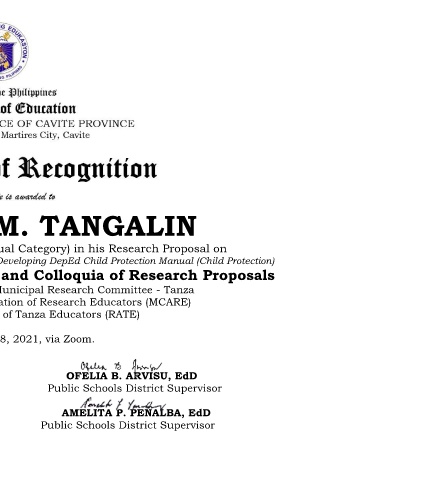 he Philippines
of Education
CE OF CAVITE PROVINCE
Martires City, Cavite
of Recognition
is awarded to
M. TANGALIN
ual Category) in his Research Proposal on
Developing DepEd Child Protection Manual (Child Protection)
and Colloquia of Research Proposals
Municipal Research Committee - Tanza
ation of Research Educators (MCARE)
of Tanza Educators (RATE)
8, 2021, via Zoom.
OFELIA B. ARVISU, EdD
Public Schools District Supervisor
AMELITA P. PEÑALBA, EdD
Public Schools District Supervisor